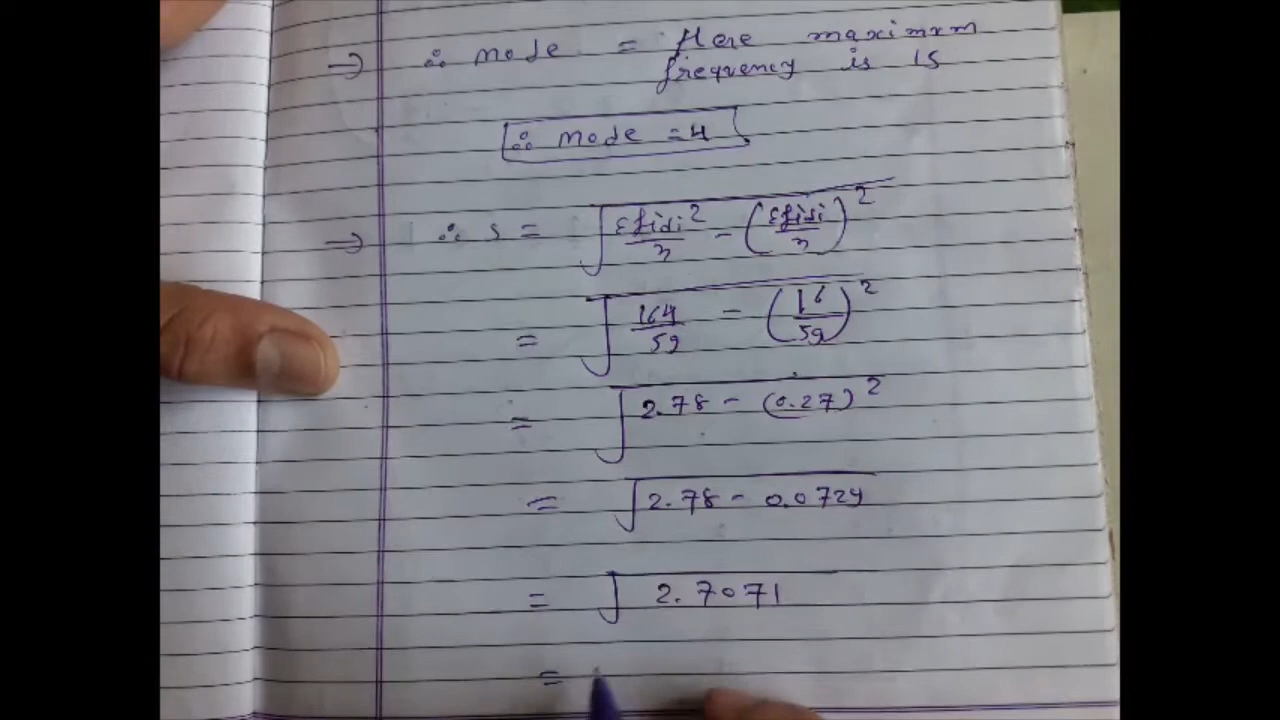 → ∴ mode = Here maximum
frequency is 15
∴ mode = 4
→ ∴ s = √(Σfidi²/n - (Σfidi/n)²)
= √(164/59 - (16/59)²)
= √(2.78 - (0.27)²)
= √(2.78 - 0.0729)
= √2.7071
=